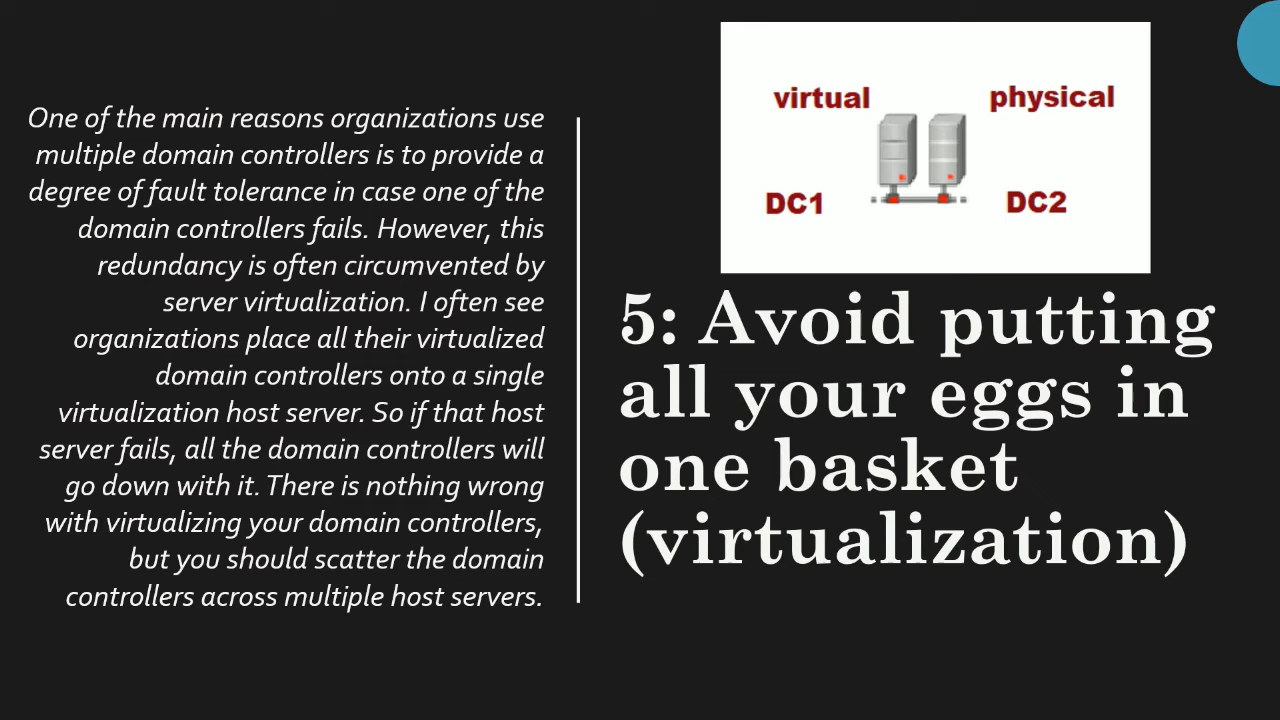 One of the main reasons organizations use
multiple domain controllers is to provide a
degree of fault tolerance in case one of the
domain controllers fails. However, this
redundancy is often circumvented by
server virtualization. I often see
organizations place all their virtualized
domain controllers onto a single
virtualization host server. So if that host
server fails, all the domain controllers will
go down with it. There is nothing wrong
with virtualizing your domain controllers,
but you should scatter the domain
controllers across multiple host servers.
virtual
physical
DC1
DC2
5: Avoid putting
all your eggs in
one basket
(virtualization)